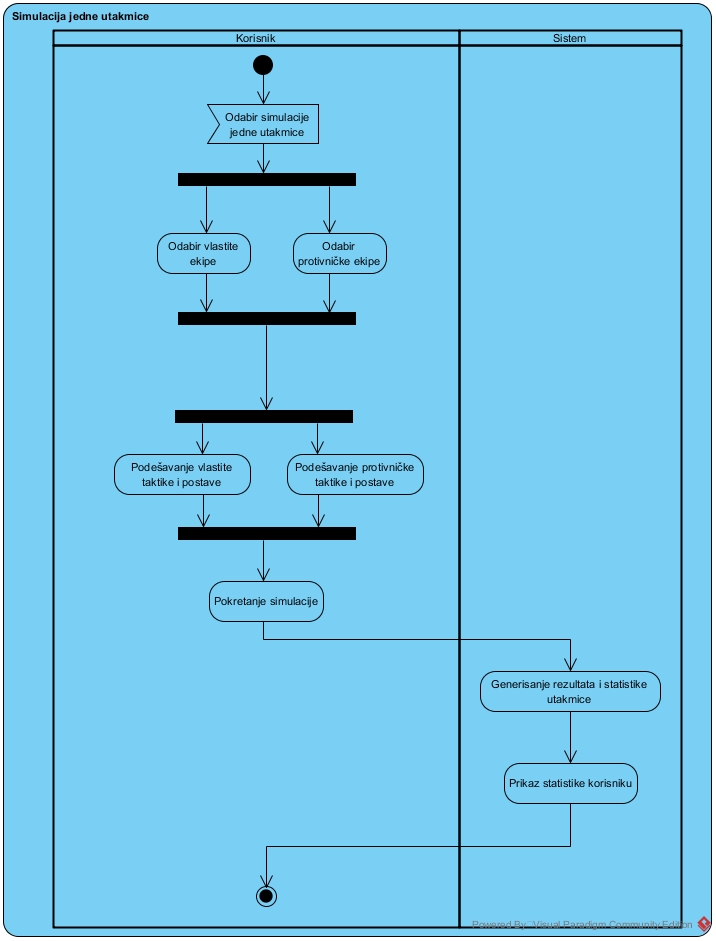 Simulacija jedne utakmice
Korisnik
Sistem
Odabir simulacije
jedne utakmice
Odabir vlastite
ekipe
Odabir
protivničke ekipe
Podešavanje vlastite
taktike i postave
Podešavanje protivničke
taktike i postave
Pokretanje simulacije
Generisanje rezultata i statistike
utakmice
Prikaz statistike korisniku
Powered By Visual Paradigm Community Edition